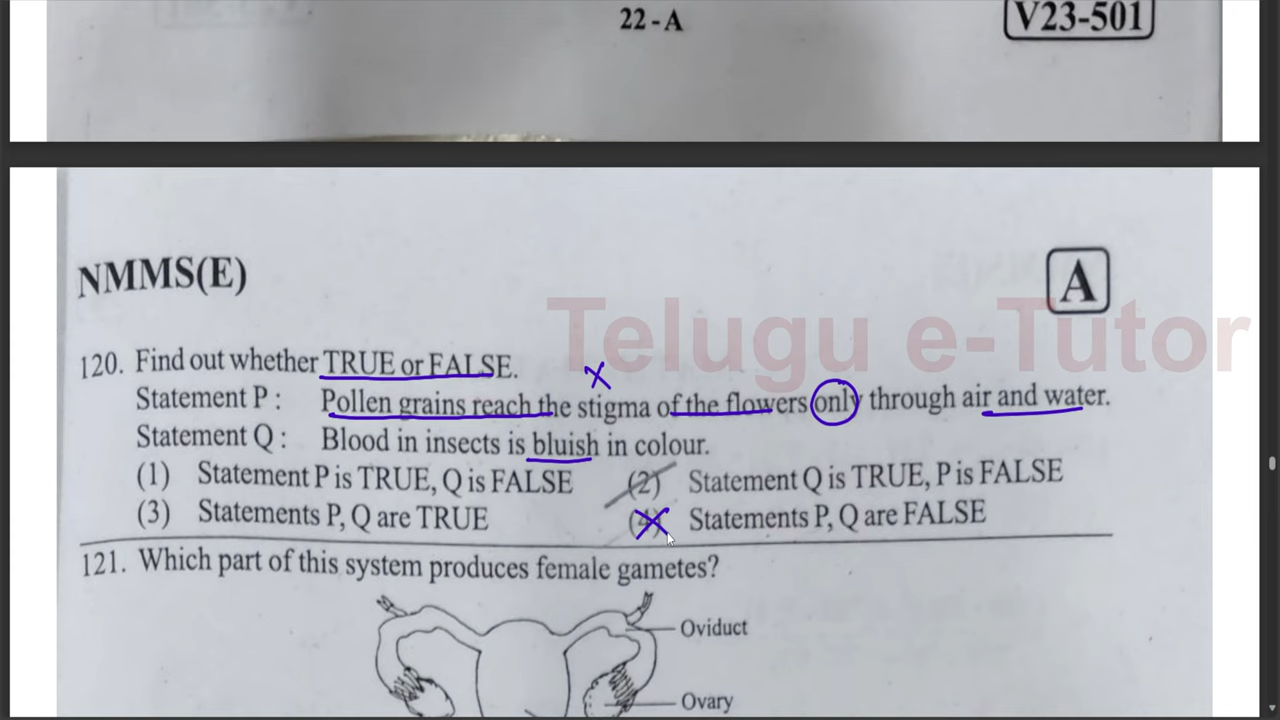 22 - A
V23-501
NMMS(E)
A
Telugu e-Tutor
120. Find out whether TRUE or FALSE.
Statement P : Pollen grains reach the stigma of the flowers only through air and water.
Statement Q : Blood in insects is bluish in colour.
(1) Statement P is TRUE, Q is FALSE (2) Statement Q is TRUE, P is FALSE
(3) Statements P, Q are TRUE (4) Statements P, Q are FALSE
121. Which part of this system produces female gametes?
Oviduct
Ovary